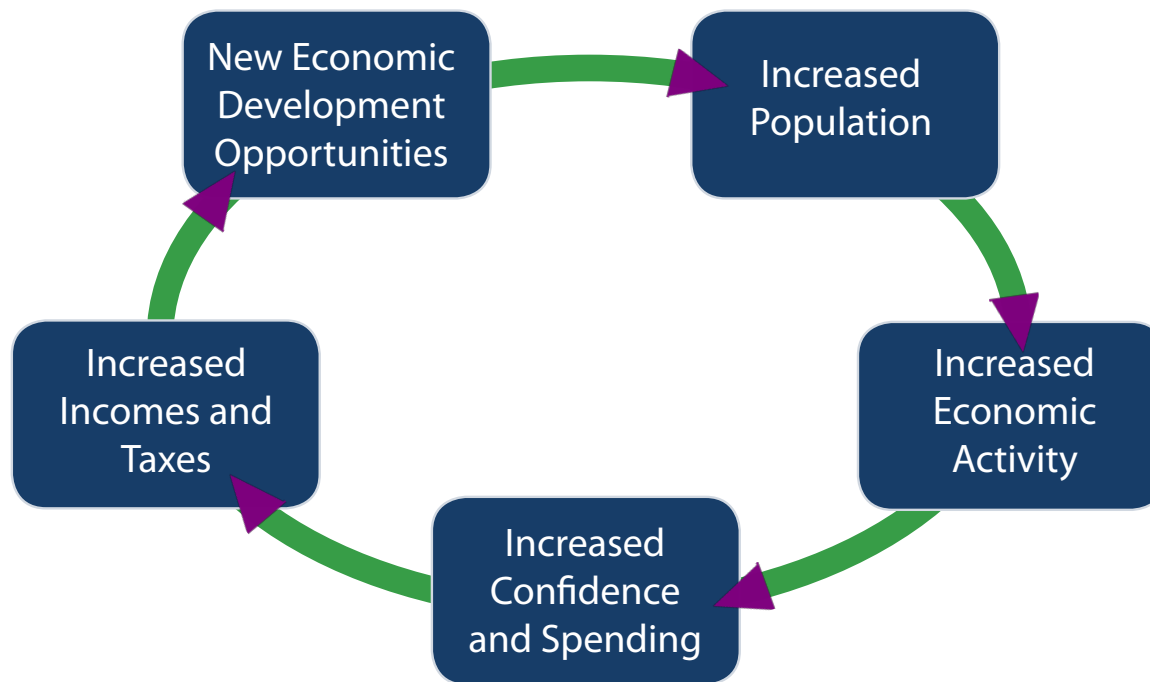 New Economic
Development
Opportunities
Increased
Population
Increased
Economic
Activity
Increased
Confidence
and Spending
Increased
Incomes and
Taxes